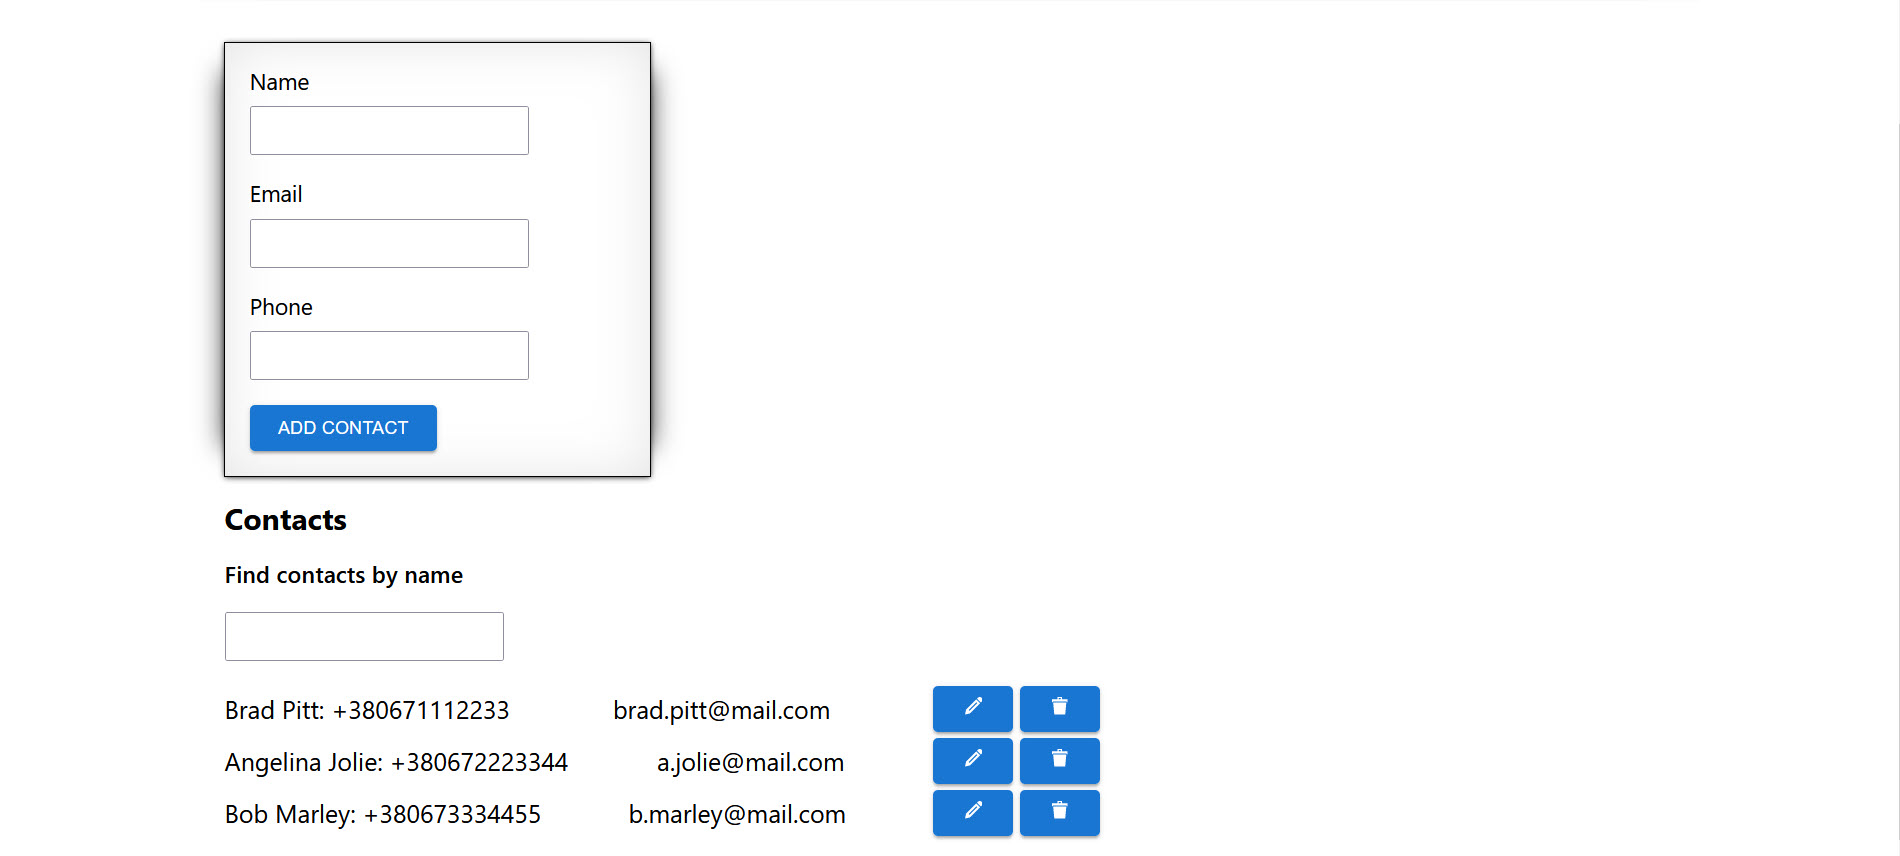 Name
Email
Phone
ADD CONTACT
Contacts
Find contacts by name
Brad Pitt: +380671112233 brad.pitt@mail.com
Angelina Jolie: +380672223344 a.jolie@mail.com
Bob Marley: +380673334455 b.marley@mail.com